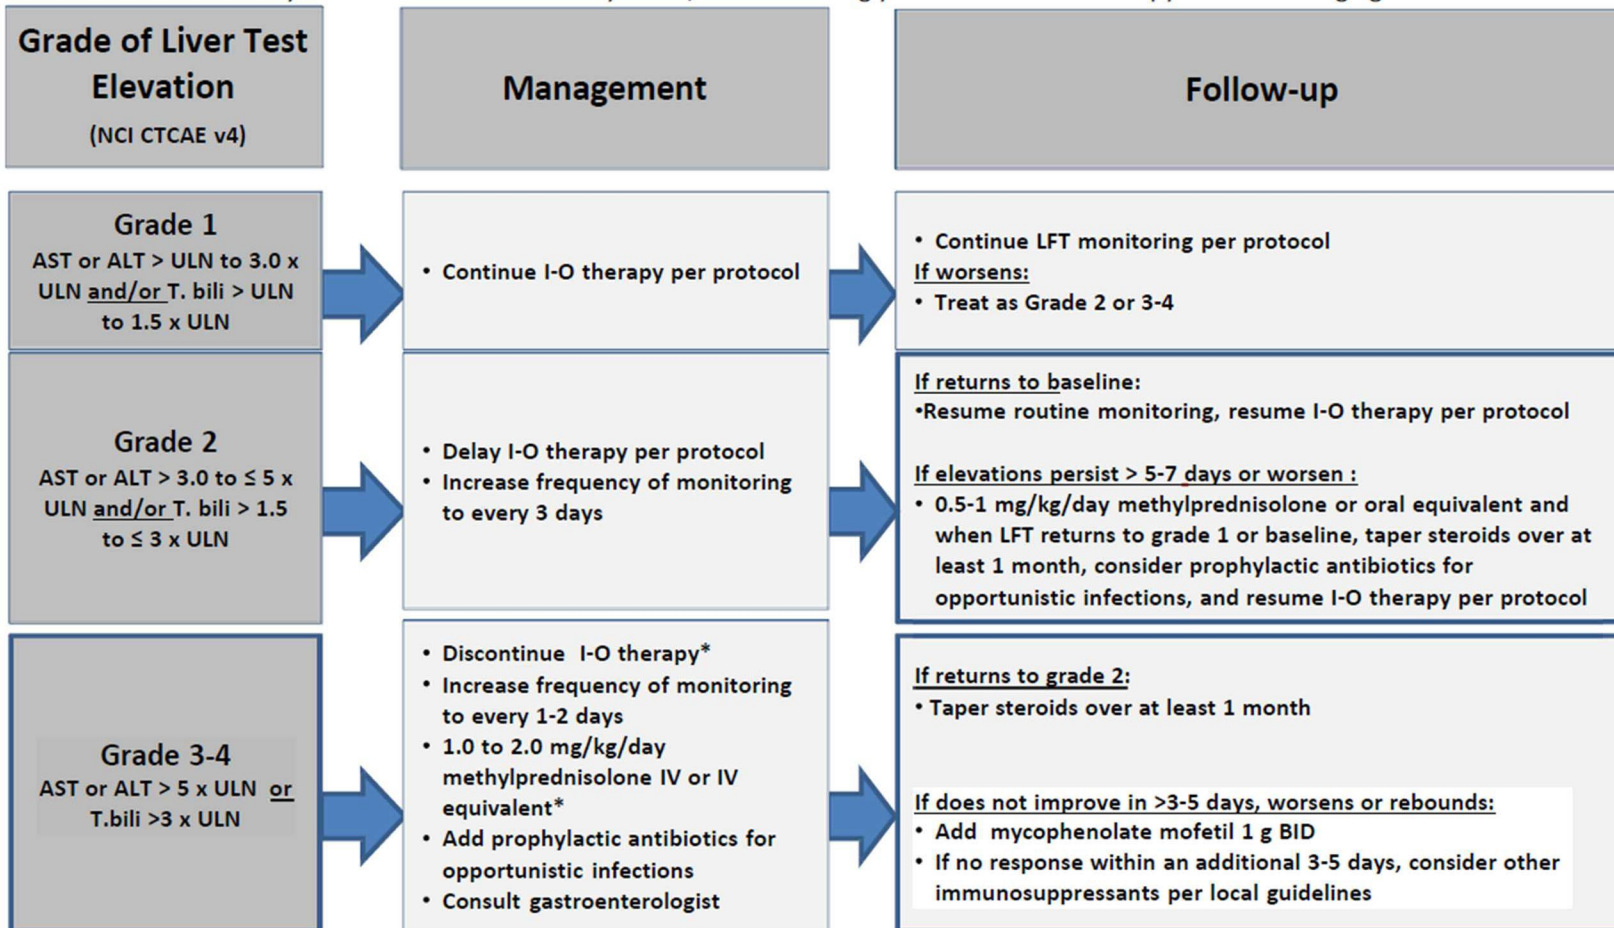 Grade of Liver Test
Elevation
(NCI CTCAE v4)
Management
Follow-up
Grade 1
AST or ALT > ULN to 3.0 x
ULN and/or T. bili > ULN
to 1.5 x ULN
• Continue I-O therapy per protocol
• Continue LFT monitoring per protocol
If worsens:
• Treat as Grade 2 or 3-4
Grade 2
AST or ALT > 3.0 to ≤ 5 x
ULN and/or T. bili > 1.5
to ≤ 3 x ULN
• Delay I-O therapy per protocol
• Increase frequency of monitoring
to every 3 days
If returns to baseline:
•Resume routine monitoring, resume I-O therapy per protocol
If elevations persist > 5-7 days or worsen :
• 0.5-1 mg/kg/day methylprednisolone or oral equivalent and
when LFT returns to grade 1 or baseline, taper steroids over at
least 1 month, consider prophylactic antibiotics for
opportunistic infections, and resume I-O therapy per protocol
Grade 3-4
AST or ALT > 5 x ULN or
T.bili >3 x ULN
• Discontinue I-O therapy*
• Increase frequency of monitoring
to every 1-2 days
• 1.0 to 2.0 mg/kg/day
methylprednisolone IV or IV
equivalent*
• Add prophylactic antibiotics for
opportunistic infections
• Consult gastroenterologist
If returns to grade 2:
• Taper steroids over at least 1 month
If does not improve in >3-5 days, worsens or rebounds:
• Add mycophenolate mofetil 1 g BID
• If no response within an additional 3-5 days, consider other
immunosuppressants per local guidelines